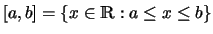 [a, b] = {x ∈ ℝ : a ≤ x ≤ b}